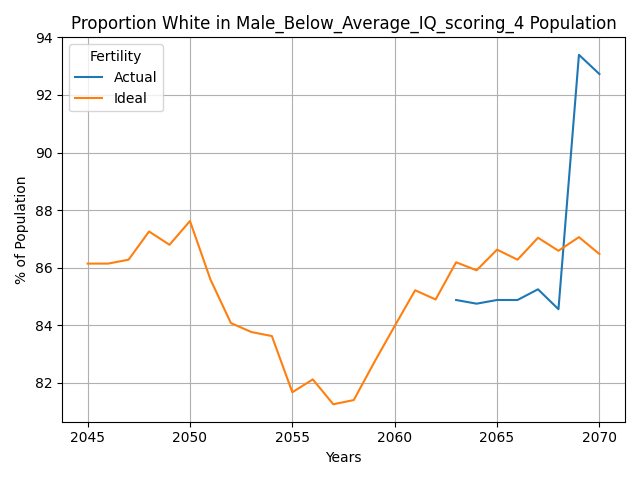 Proportion White in Male_Below_Average_IQ_scoring_4 Population
Fertility
Actual
Ideal
94
92
90
88
86
84
82
% of Population
2045
2050
2055
2060
2065
2070
Years